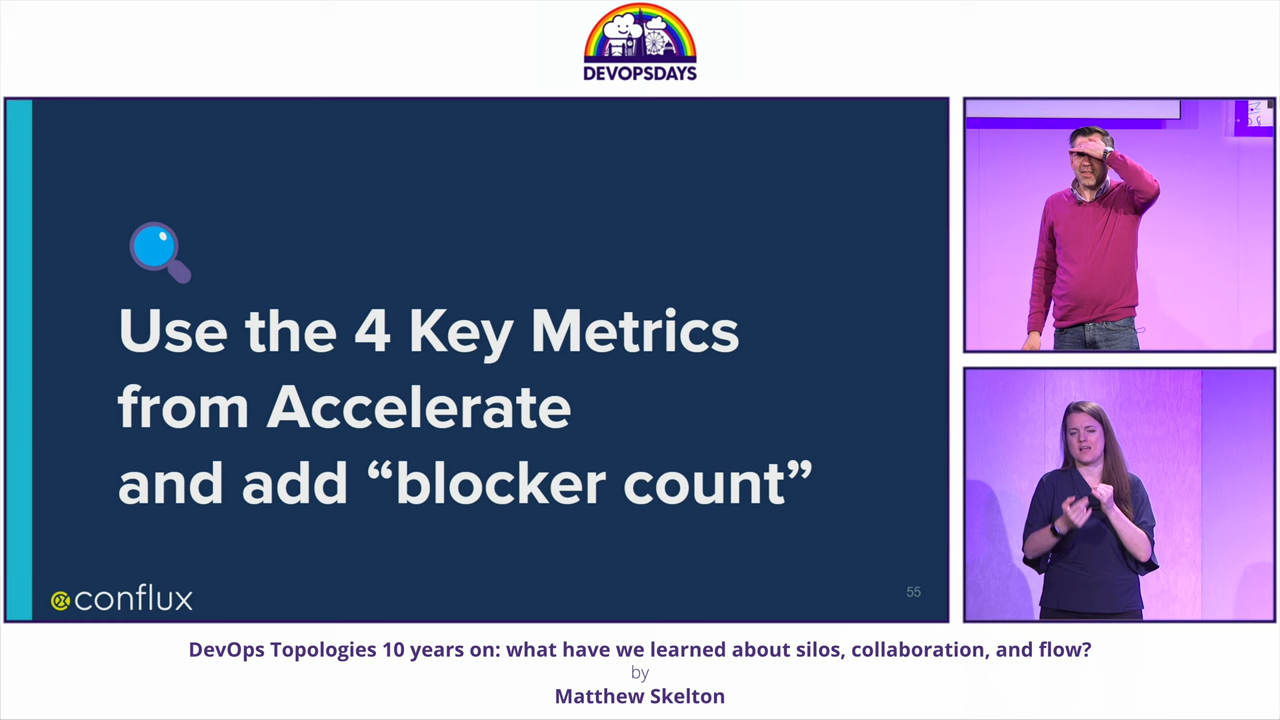 DEVOPSDAYS
Use the 4 Key Metrics
from Accelerate
and add “blocker count”
conflux
55
DevOps Topologies 10 years on: what have we learned about silos, collaboration, and flow?
by
Matthew Skelton